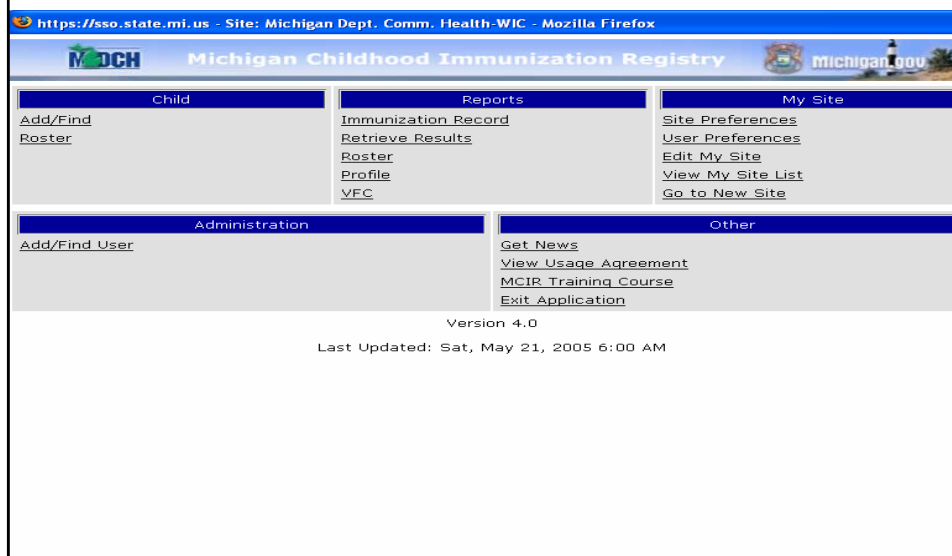 https://sso.state.mi.us - Site: Michigan Dept. Comm. Health-WIC - Mozilla Firefox
MDCH Michigan Childhood Immunization Registry Michigan.gov
Child
Add/Find
Roster
Reports
Immunization Record
Retrieve Results
Roster
Profile
VFC
My Site
Site Preferences
User Preferences
Edit My Site
View My Site List
Go to New Site
Administration
Add/Find User
Other
Get News
View Usage Agreement
MCIR Training Course
Exit Application
Version 4.0
Last Updated: Sat, May 21, 2005 6:00 AM